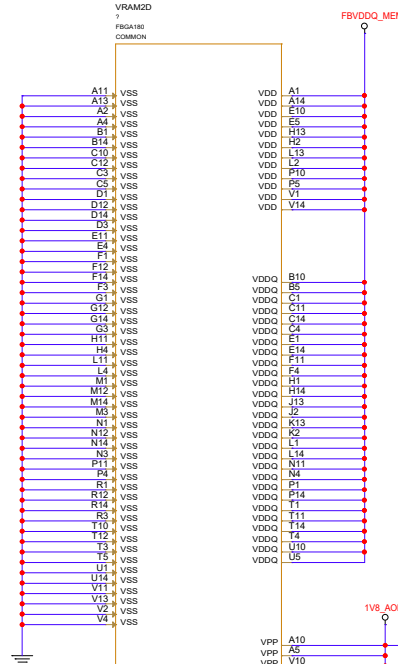 VRAM2D
?
FBGA180
COMMON
FBVDDQ_MEM
A11 VSS
A13 VSS
A2 VSS
A4 VSS
B1 VSS
B14 VSS
C10 VSS
C12 VSS
C3 VSS
C5 VSS
D1 VSS
D12 VSS
D14 VSS
D3 VSS
E11 VSS
E4 VSS
F1 VSS
F12 VSS
F14 VSS
F3 VSS
G1 VSS
G12 VSS
G14 VSS
G3 VSS
H11 VSS
H4 VSS
L11 VSS
L4 VSS
M1 VSS
M12 VSS
M14 VSS
M3 VSS
N1 VSS
N12 VSS
N14 VSS
N3 VSS
P11 VSS
P4 VSS
R1 VSS
R12 VSS
R14 VSS
R3 VSS
T10 VSS
T12 VSS
T3 VSS
T5 VSS
U1 VSS
U14 VSS
V11 VSS
V13 VSS
V2 VSS
V4 VSS
VDD A1
VDD A14
VDD E10
VDD E5
VDD H13
VDD H2
VDD L13
VDD L2
VDD P10
VDD P5
VDD V1
VDD V14
VDDQ B10
VDDQ B5
VDDQ C1
VDDQ C11
VDDQ C14
VDDQ C4
VDDQ E1
VDDQ E14
VDDQ F11
VDDQ F4
VDDQ H1
VDDQ H14
VDDQ J13
VDDQ J2
VDDQ K13
VDDQ K2
VDDQ L1
VDDQ L14
VDDQ N11
VDDQ N4
VDDQ P1
VDDQ P14
VDDQ T1
VDDQ T11
VDDQ T14
VDDQ T4
VDDQ U10
VDDQ U5
1V8_AO
VPP A10
VPP A5
VPP V10